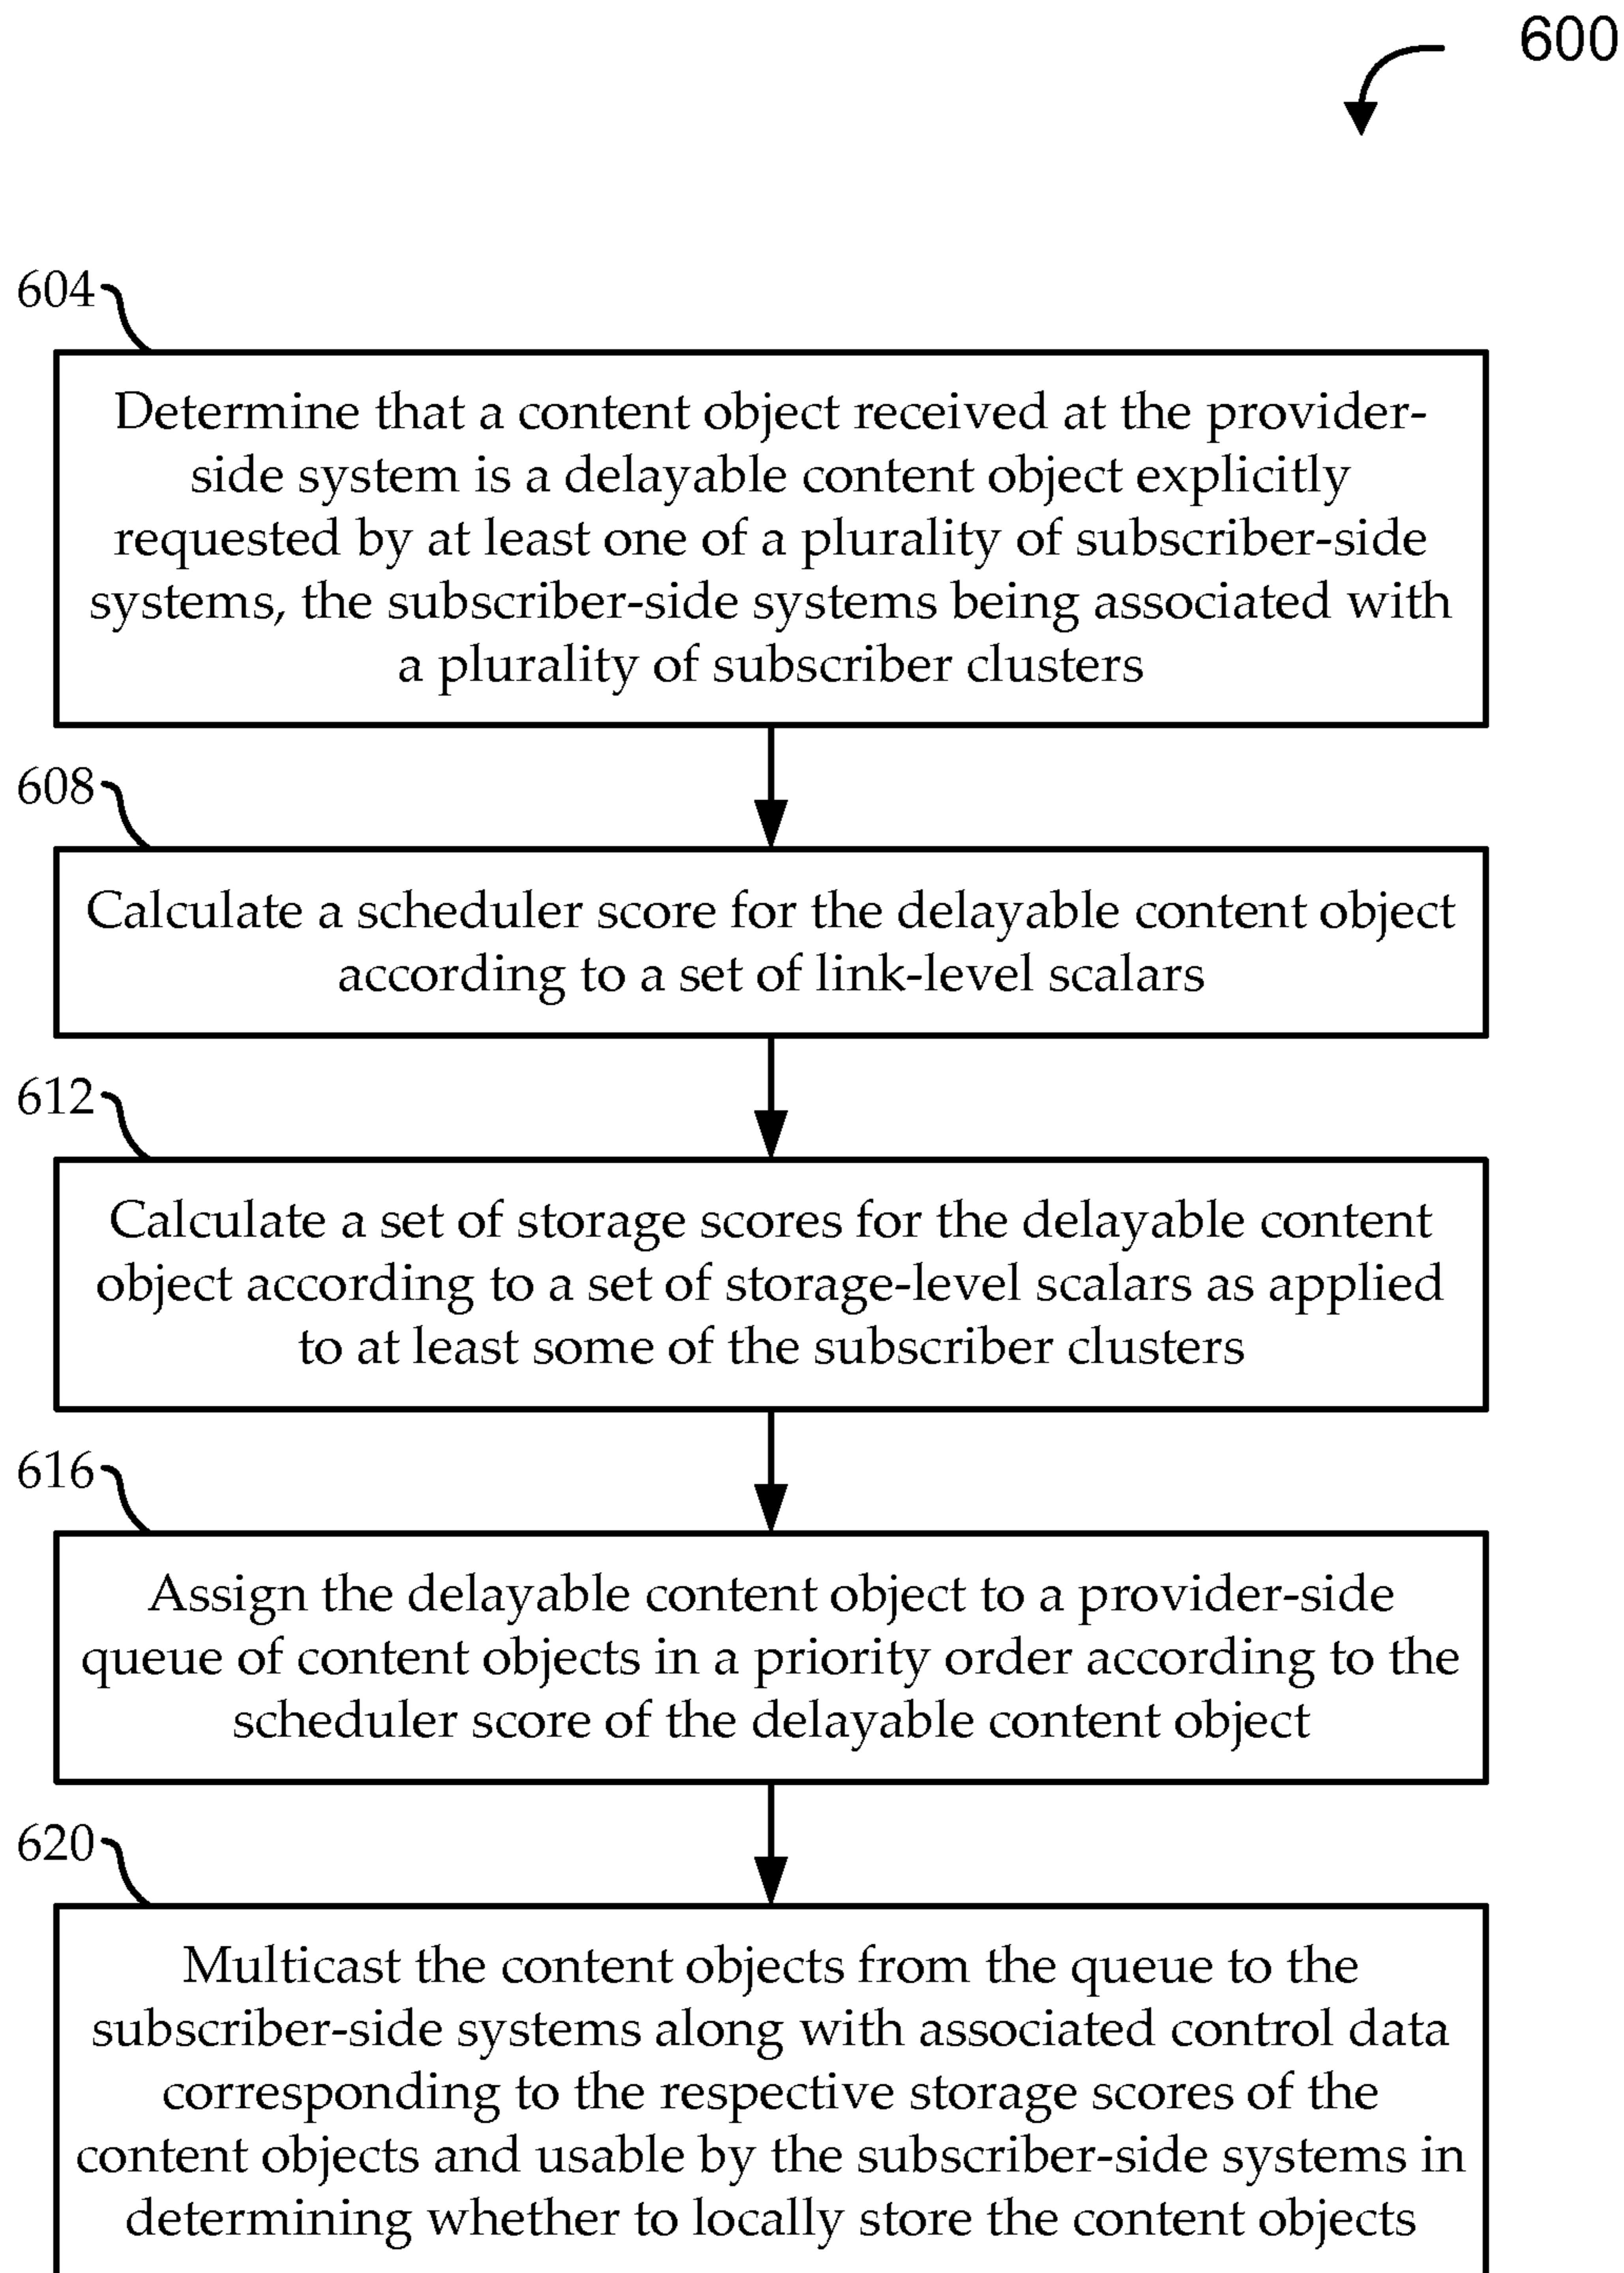 600
604
Determine that a content object received at the provider-
side system is a delayable content object explicitly
requested by at least one of a plurality of subscriber-side
systems, the subscriber-side systems being associated with
a plurality of subscriber clusters
608
Calculate a scheduler score for the delayable content object
according to a set of link-level scalars
612
Calculate a set of storage scores for the delayable content
object according to a set of storage-level scalars as applied
to at least some of the subscriber clusters
616
Assign the delayable content object to a provider-side
queue of content objects in a priority order according to the
scheduler score of the delayable content object
620
Multicast the content objects from the queue to the
subscriber-side systems along with associated control data
corresponding to the respective storage scores of the
content objects and usable by the subscriber-side systems in
determining whether to locally store the content objects